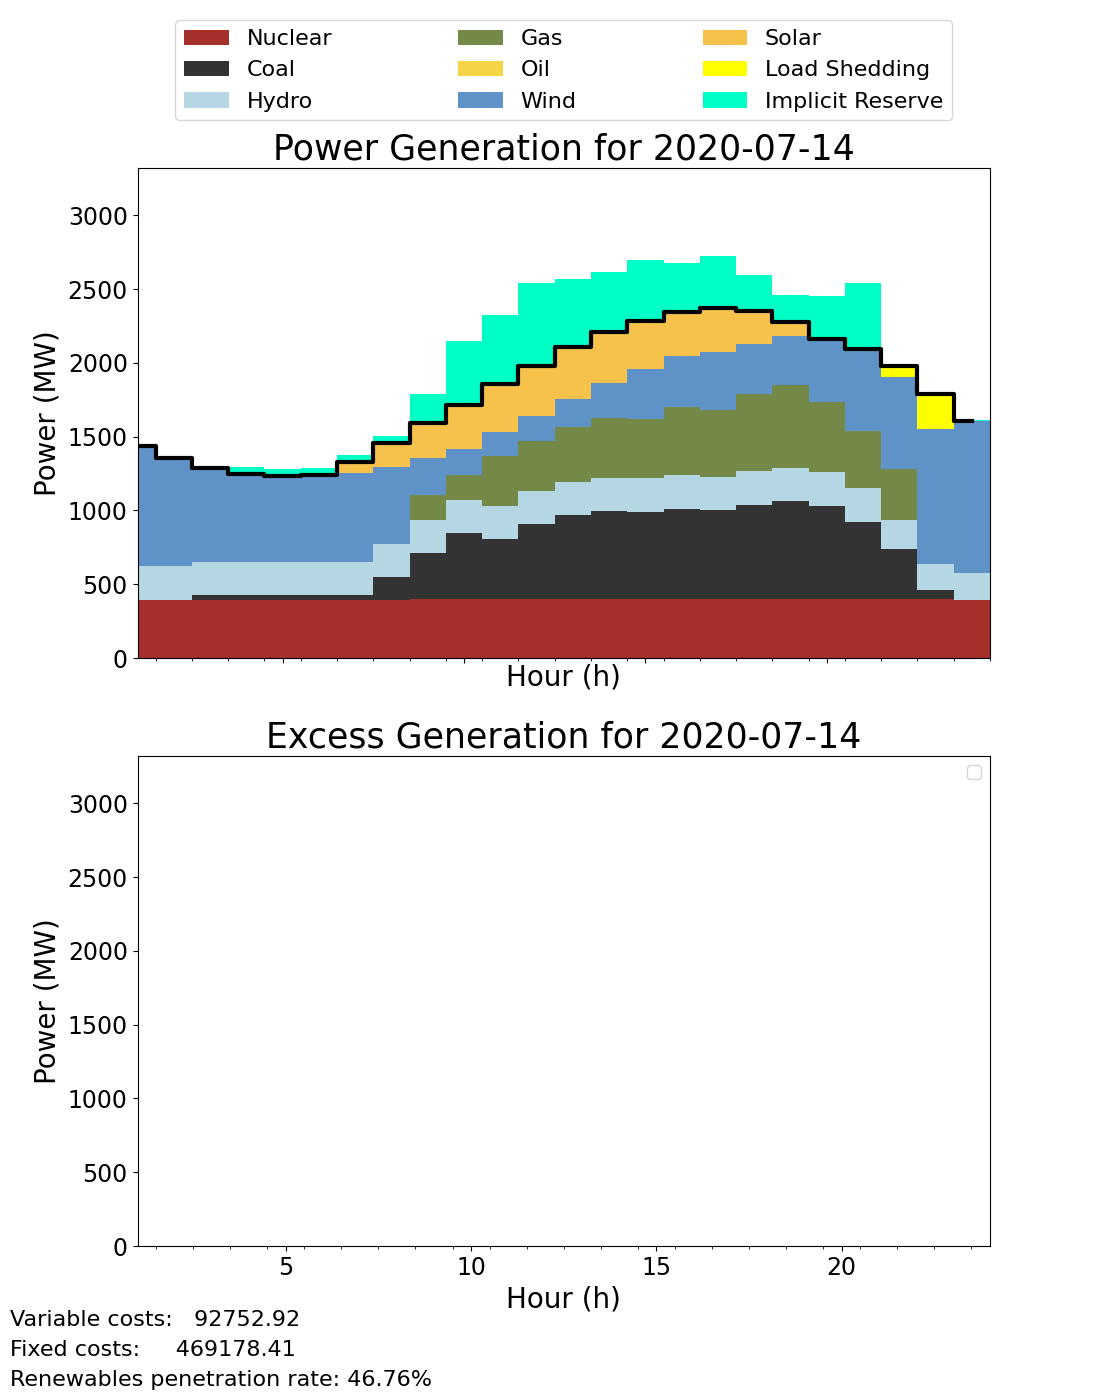 Nuclear Gas Solar
Coal Oil Load Shedding
Hydro Wind Implicit Reserve
Power Generation for 2020-07-14
3000
2500
2000
1500
1000
500
0
Power (MW)
Hour (h)
Excess Generation for 2020-07-14
3000
2500
2000
1500
1000
500
0
Power (MW)
5 10 15 20
Hour (h)
Variable costs: 92752.92
Fixed costs: 469178.41
Renewables penetration rate: 46.76%